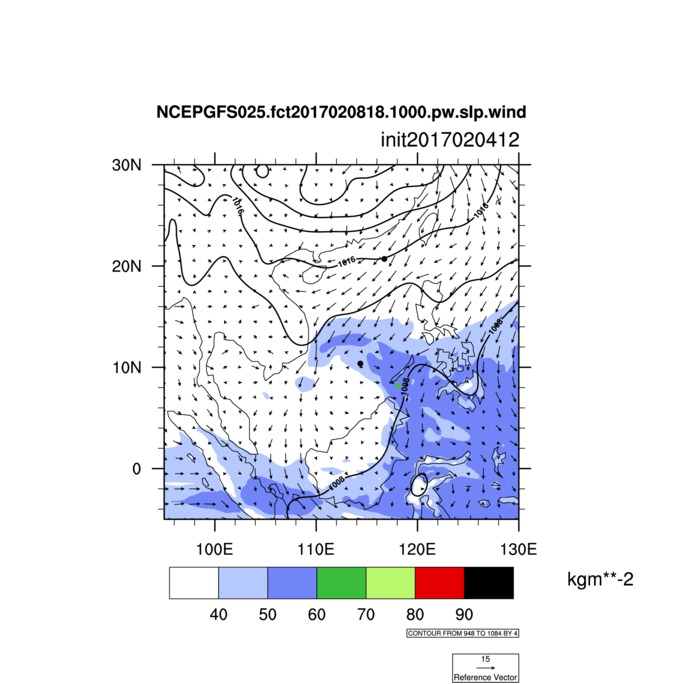 NCEPGFS025.fct2017020818.1000.pw.slp.wind
init2017020412
30N
20N
10N
0
1016
1016
1016
1008
1008
1008
100E
110E
120E
130E
40
50
60
70
80
90
kgm**-2
CONTOUR FROM 948 TO 1084 BY 4
15
Reference Vector